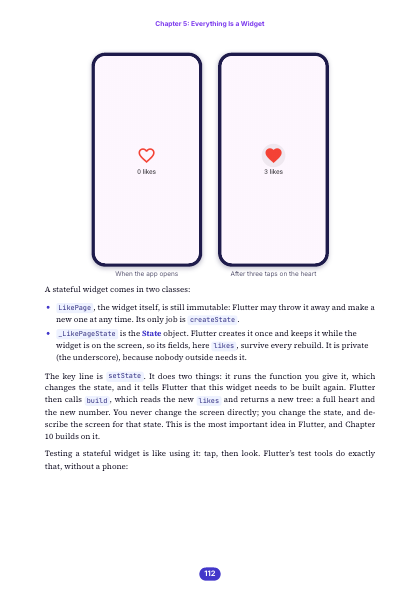 Chapter 5: Everything Is a Widget
0 likes
3 likes
When the app opens
After three taps on the heart
A stateful widget comes in two classes:
• LikePage, the widget itself, is still immutable: Flutter may throw it away and make a
new one at any time. Its only job is createState.
• _LikePageState is the State object. Flutter creates it once and keeps it while the
widget is on the screen, so its fields, here likes, survive every rebuild. It is private
(the underscore), because nobody outside needs it.
The key line is setState. It does two things: it runs the function you give it, which
changes the state, and it tells Flutter that this widget needs to be built again. Flutter
then calls build, which reads the new likes and returns a new tree: a full heart and
the new number. You never change the screen directly; you change the state, and de-
scribe the screen for that state. This is the most important idea in Flutter, and Chapter
10 builds on it.
Testing a stateful widget is like using it: tap, then look. Flutter's test tools do exactly
that, without a phone:
112